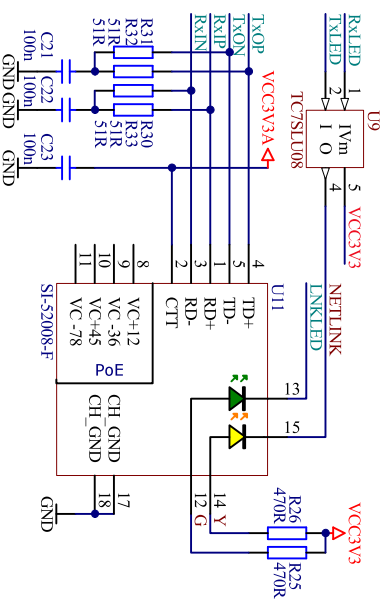 RxLED
TxLED
1
2
U9
IVm
I O
TC7SLU08
5
4
VCC3V3
NETLINK
LNKLED
13
15
VCC3V3
R26
470R
R25
470R
14 Y
12 G
TxOP
TxON
RxIP
RxIN
VCC3V3A
R31
R32
51R
51R
R30
R33
51R
51R
C21
100n
GND
C22
100n
GND
C23
100n
GND
U11
4 TD+
5 TD-
1 RD+
3 RD-
2 CTT
8 VC+12
9 VC-36
10 VC+45
11 VC-78
PoE
SI-52008-F
CH_GND 17
CH_GND 18
GND